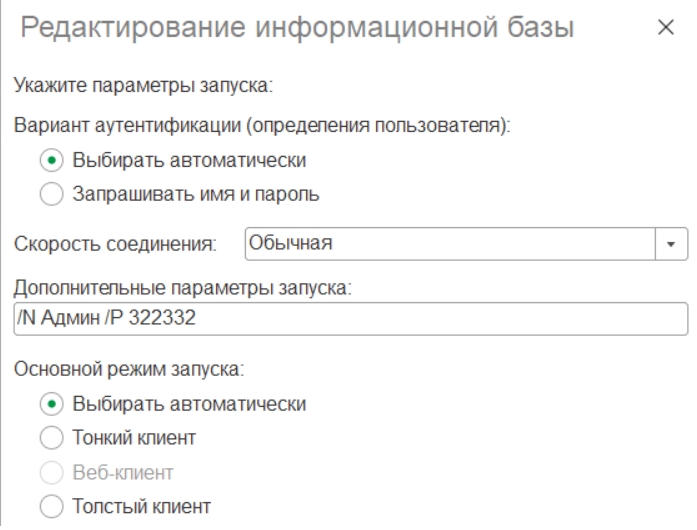 Редактирование информационной базы
Укажите параметры запуска:
Вариант аутентификации (определения пользователя):
Выбирать автоматически
Запрашивать имя и пароль
Скорость соединения: Обычная
Дополнительные параметры запуска:
/N Админ /P 322332
Основной режим запуска:
Выбирать автоматически
Тонкий клиент
Веб-клиент
Толстый клиент